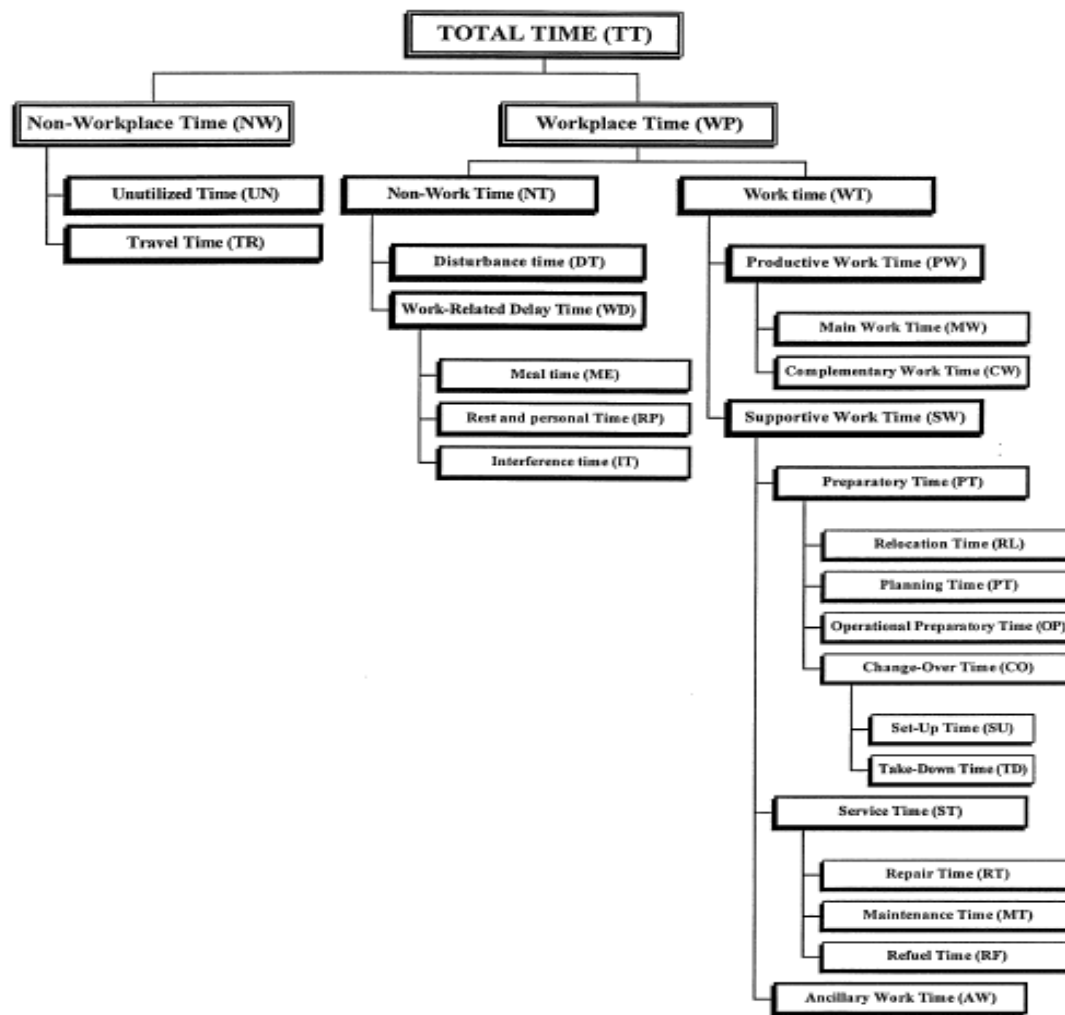 TOTAL TIME (TT)
Non-Workplace Time (NW)
Workplace Time (WP)
Unutilized Time (UN)
Travel Time (TR)
Non-Work Time (NT)
Disturbance time (DT)
Work-Related Delay Time (WD)
Meal time (ME)
Rest and personal Time (RP)
Interference time (IT)
Work time (WT)
Productive Work Time (PW)
Main Work Time (MW)
Complementary Work Time (CW)
Supportive Work Time (SW)
Preparatory Time (PT)
Relocation Time (RL)
Planning Time (PT)
Operational Preparatory Time (OP)
Change-Over Time (CO)
Set-Up Time (SU)
Take-Down Time (TD)
Service Time (ST)
Repair Time (RT)
Maintenance Time (MT)
Refuel Time (RF)
Ancillary Work Time (AW)